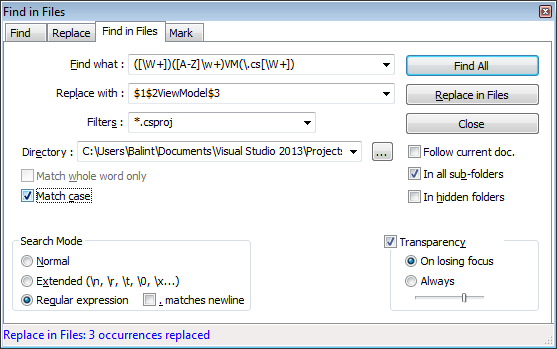 Find in Files
Find Replace Find in Files Mark
Find what : ([\W+])([A-Z]\w+)VM(\.cs[\W+]) Find All
Replace with : $1$2ViewModel$3 Replace in Files
Filters : *.csproj Close
Directory : C:\Users\Balint\Documents\Visual Studio 2013\Projects ... Follow current doc.
Match whole word only In all sub-folders
Match case In hidden folders
Search Mode Transparency
Normal On losing focus
Extended (\n, \r, \t, \0, \x...) Always
Regular expression . matches newline
Replace in Files: 3 occurrences replaced